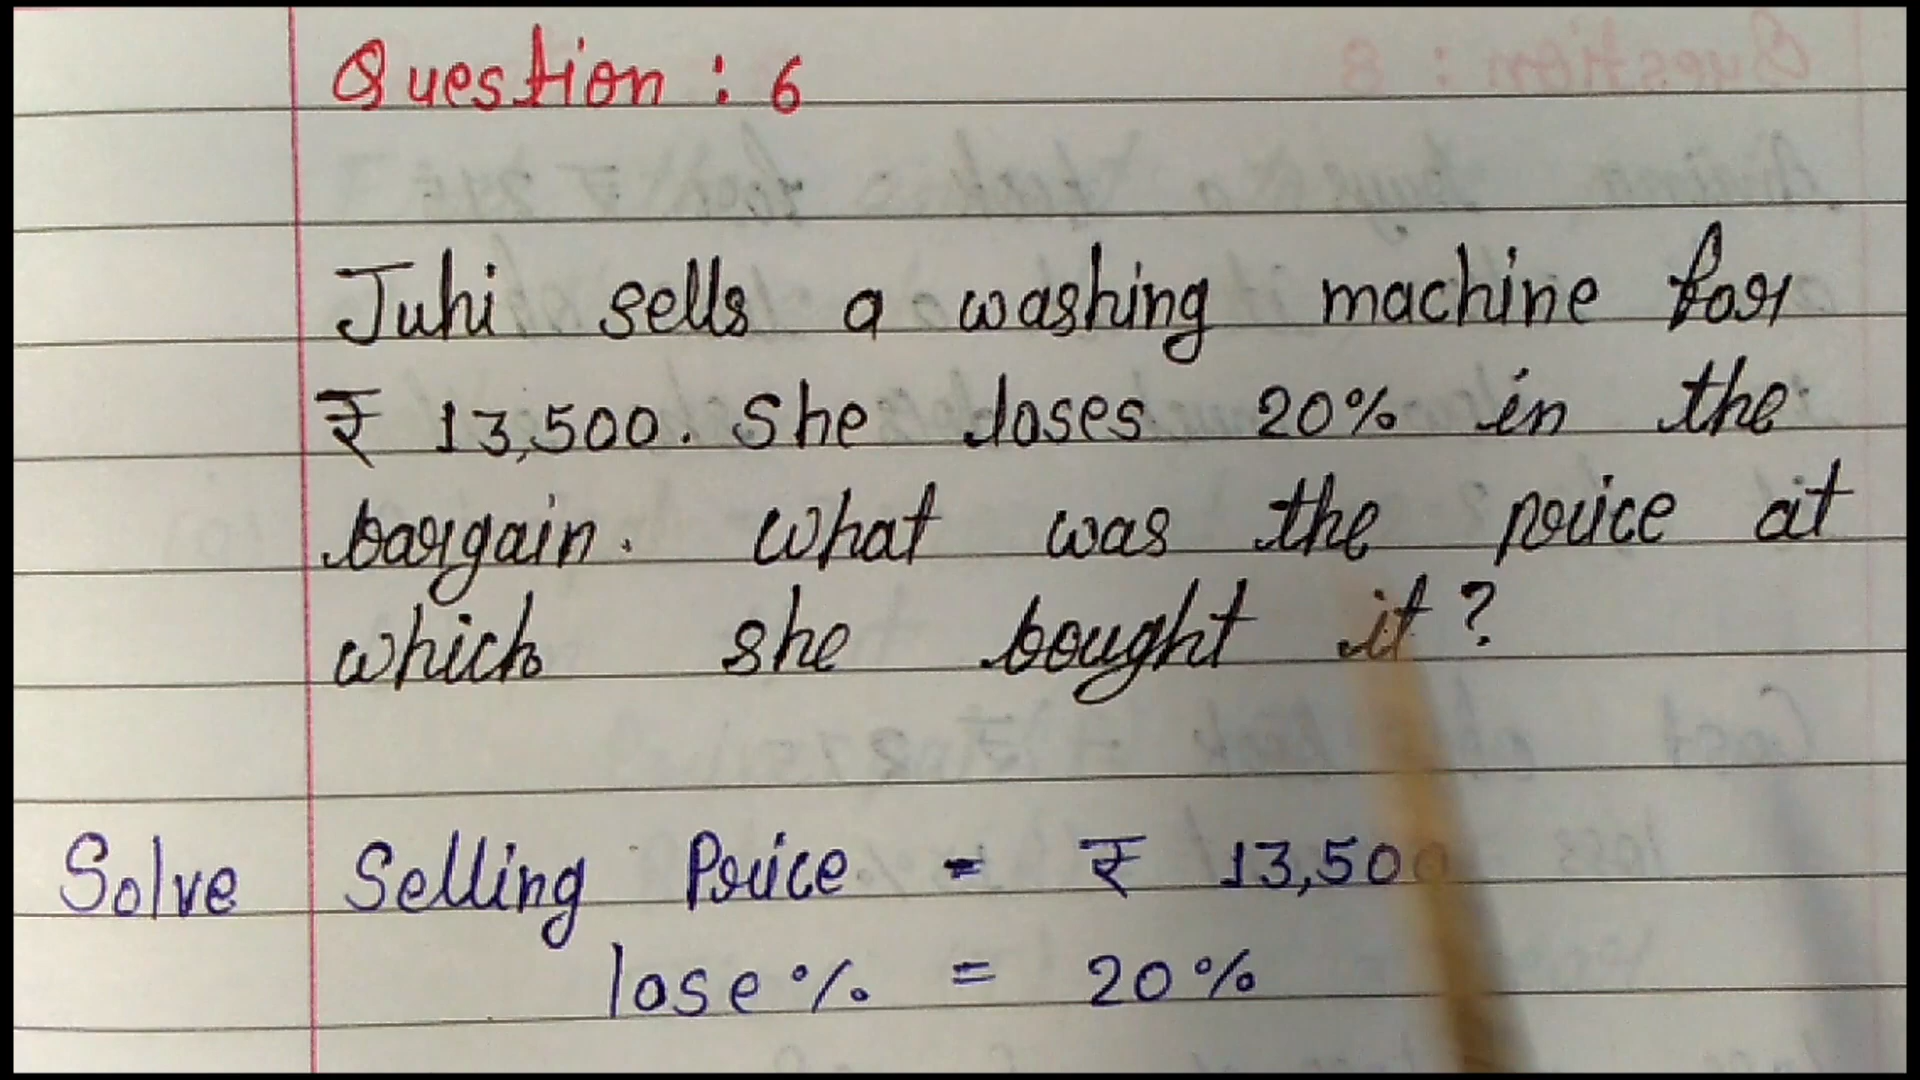 Question : 6
Juhi sells a washing machine for
₹ 13,500. She loses 20% in the
bargain. What was the price at
which she bought it?
Solve Selling Price = ₹ 13,500
lose% = 20%